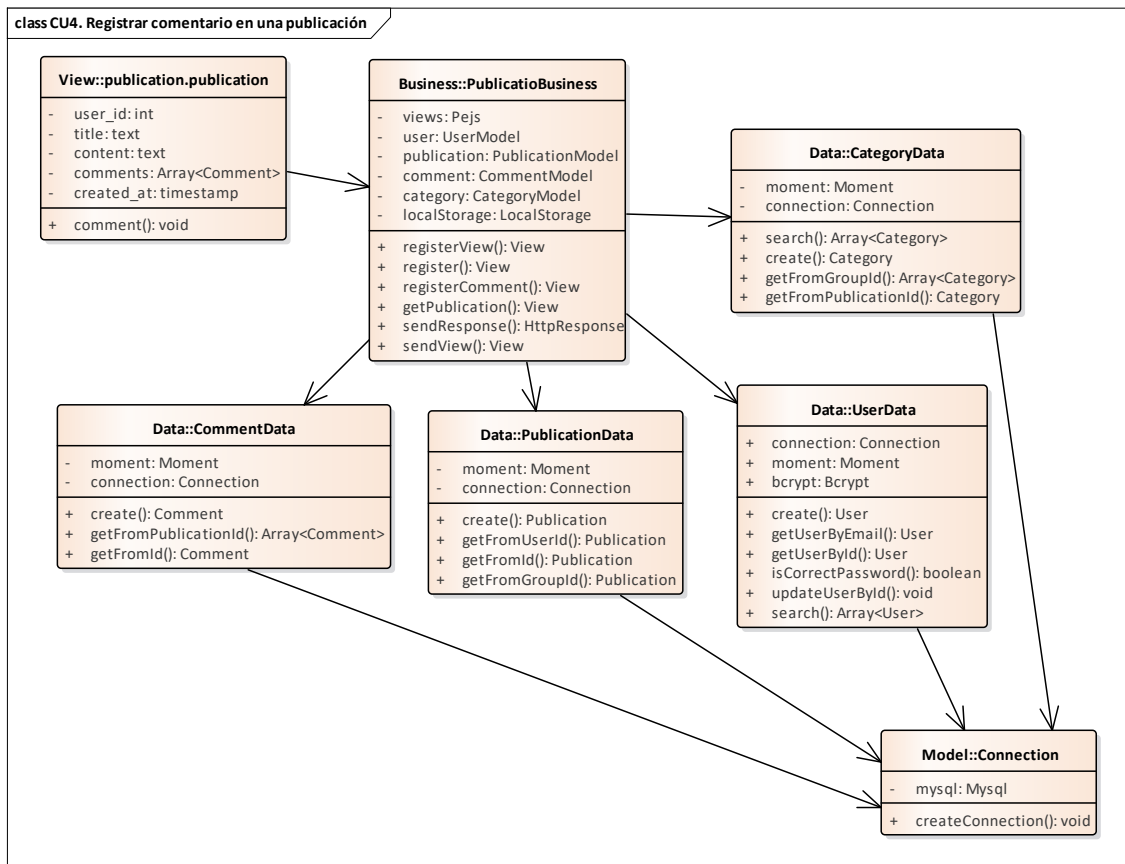 class CU4. Registrar comentario en una publicación
View::publication.publication
- user_id: int
- title: text
- content: text
- comments: Array<Comment>
- created_at: timestamp
+ comment(): void
Business::PublicatioBusiness
- views: Pejs
- user: UserModel
- publication: PublicationModel
- comment: CommentModel
- category: CategoryModel
- localStorage: LocalStorage
+ registerView(): View
+ register(): View
+ registerComment(): View
+ getPublication(): View
+ sendResponse(): HttpResponse
+ sendView(): View
Data::CategoryData
- moment: Moment
- connection: Connection
+ search(): Array<Category>
+ create(): Category
+ getFromGroupId(): Array<Category>
+ getFromPublicationId(): Category
Data::CommentData
- moment: Moment
- connection: Connection
+ create(): Comment
+ getFromPublicationId(): Array<Comment>
+ getFromId(): Comment
Data::PublicationData
- moment: Moment
- connection: Connection
+ create(): Publication
+ getFromUserId(): Publication
+ getFromId(): Publication
+ getFromGroupId(): Publication
Data::UserData
+ connection: Connection
+ moment: Moment
+ bcrypt: Bcrypt
+ create(): User
+ getUserByEmail(): User
+ getUserById(): User
+ isCorrectPassword(): boolean
+ updateUserById(): void
+ search(): Array<User>
Model::Connection
- mysql: Mysql
+ createConnection(): void